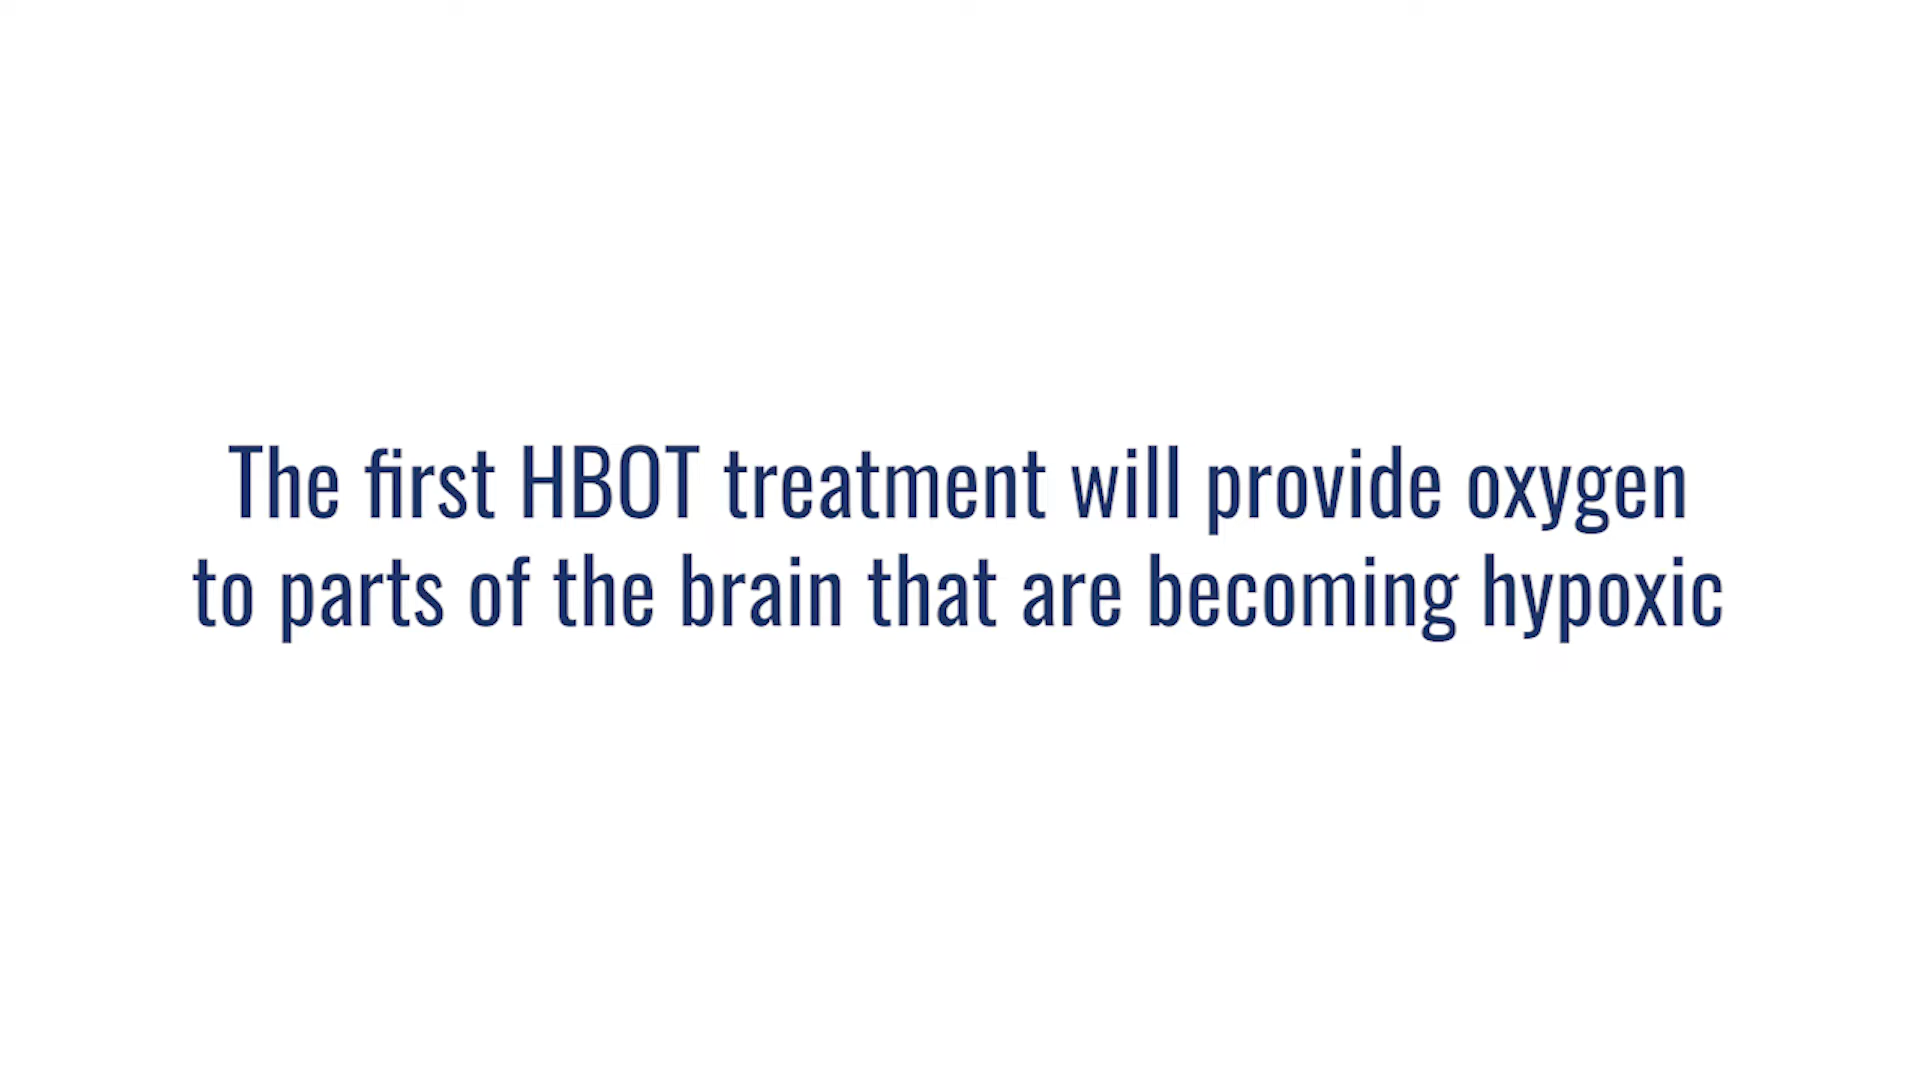 The first HBOT treatment will provide oxygen
to parts of the brain that are becoming hypoxic